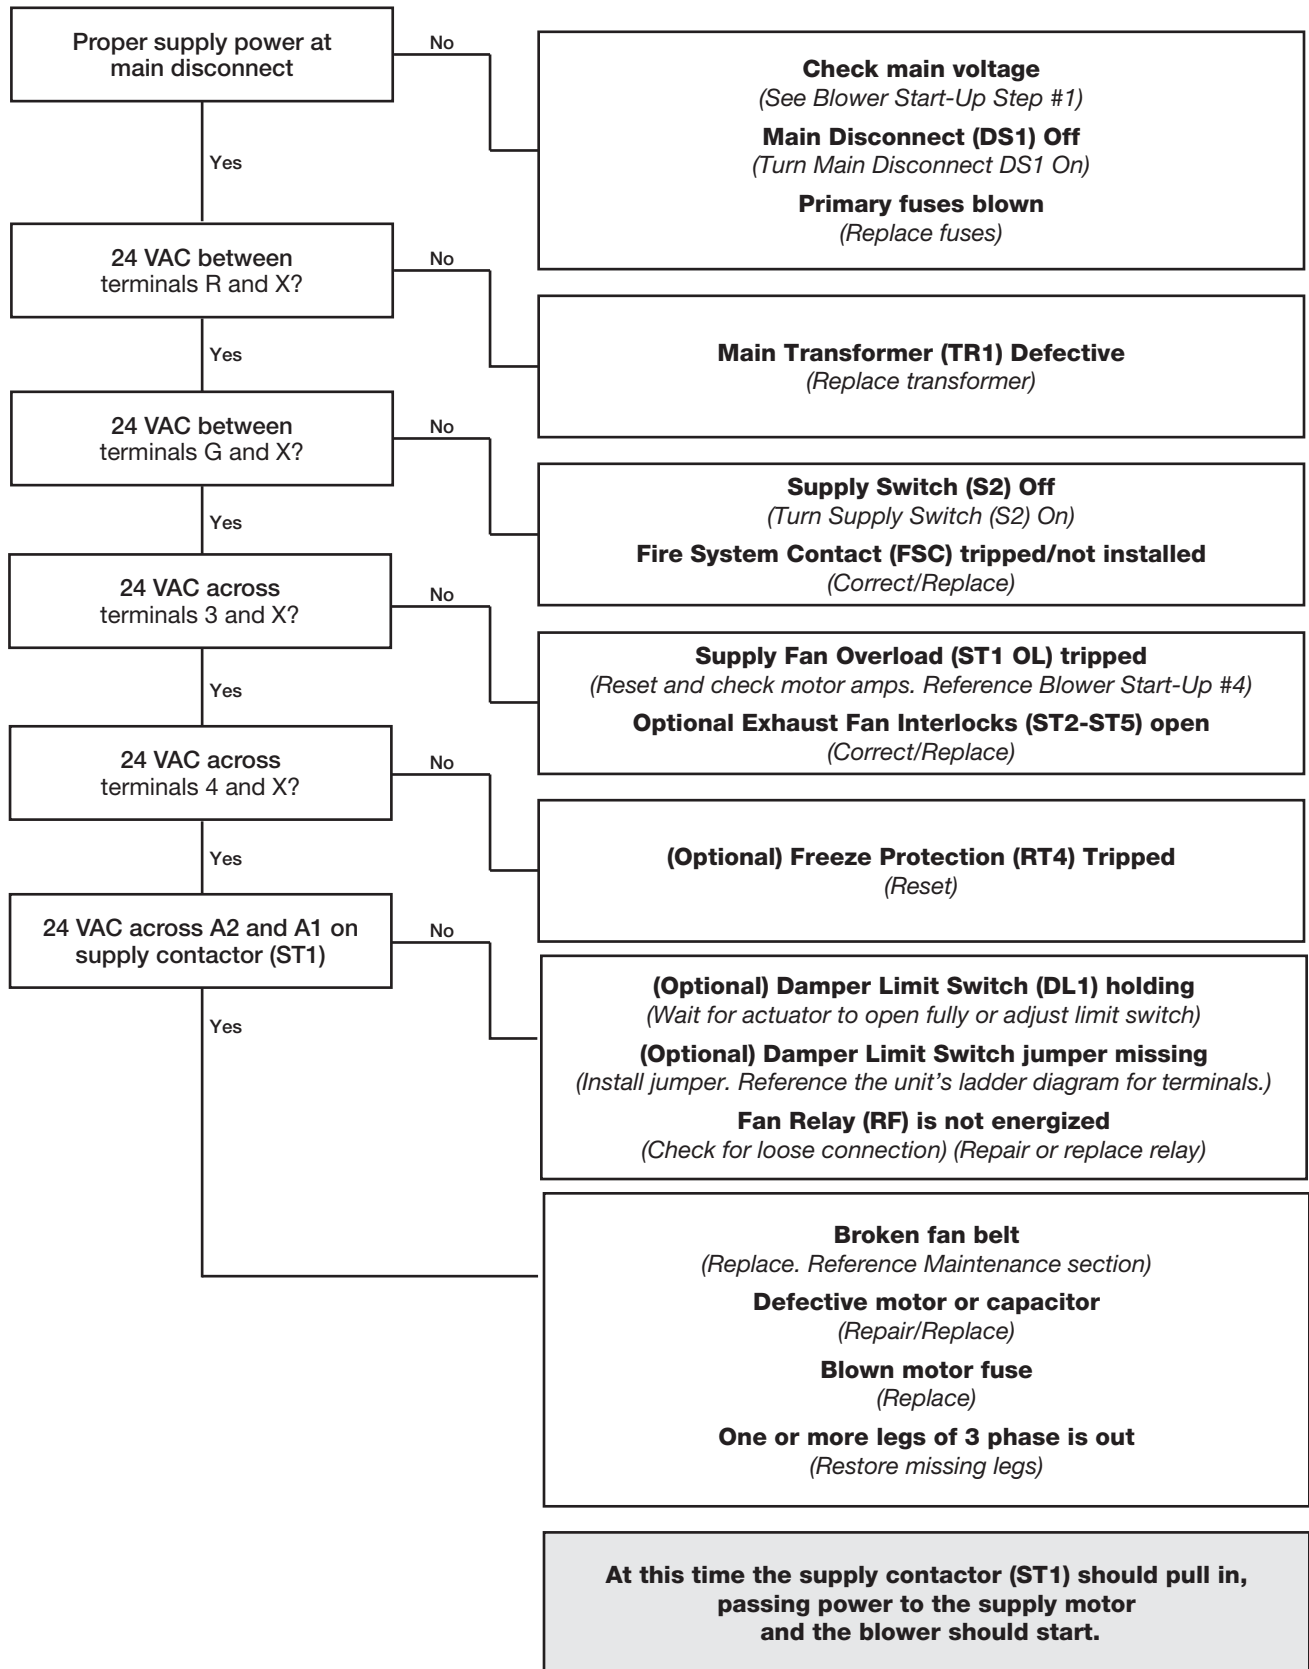 Proper supply power at
main disconnect
No
Check main voltage
(See Blower Start-Up Step #1)
Main Disconnect (DS1) Off
(Turn Main Disconnect DS1 On)
Primary fuses blown
(Replace fuses)
Yes
24 VAC between
terminals R and X?
No
Main Transformer (TR1) Defective
(Replace transformer)
Yes
24 VAC between
terminals G and X?
No
Supply Switch (S2) Off
(Turn Supply Switch (S2) On)
Fire System Contact (FSC) tripped/not installed
(Correct/Replace)
Yes
24 VAC across
terminals 3 and X?
No
Supply Fan Overload (ST1 OL) tripped
(Reset and check motor amps. Reference Blower Start-Up #4)
Optional Exhaust Fan Interlocks (ST2-ST5) open
(Correct/Replace)
Yes
24 VAC across
terminals 4 and X?
No
(Optional) Freeze Protection (RT4) Tripped
(Reset)
Yes
24 VAC across A2 and A1 on
supply contactor (ST1)
No
(Optional) Damper Limit Switch (DL1) holding
(Wait for actuator to open fully or adjust limit switch)
(Optional) Damper Limit Switch jumper missing
(Install jumper. Reference the unit's ladder diagram for terminals.)
Fan Relay (RF) is not energized
(Check for loose connection) (Repair or replace relay)
Yes
Broken fan belt
(Replace. Reference Maintenance section)
Defective motor or capacitor
(Repair/Replace)
Blown motor fuse
(Replace)
One or more legs of 3 phase is out
(Restore missing legs)
At this time the supply contactor (ST1) should pull in,
passing power to the supply motor
and the blower should start.